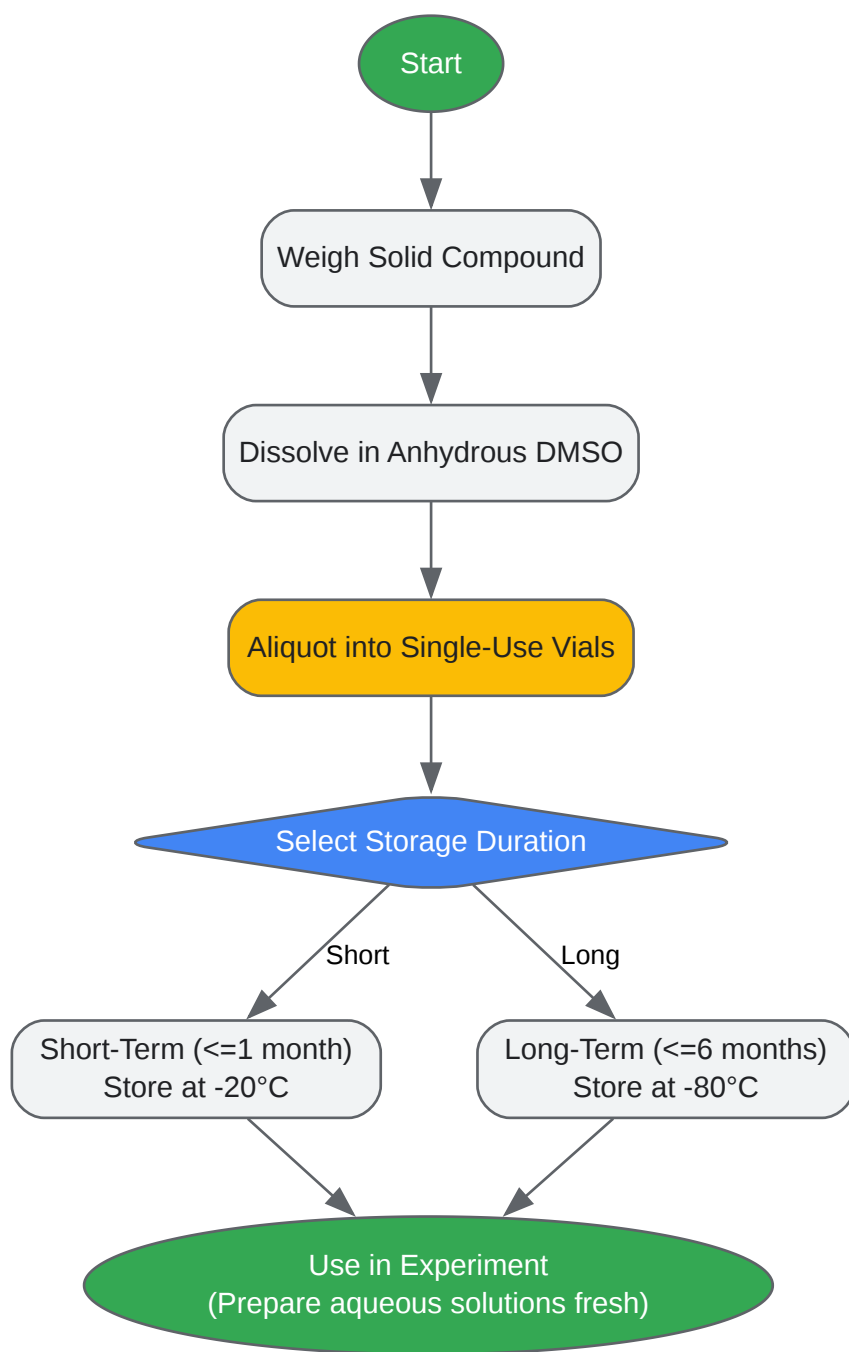 Start
Weigh Solid Compound
Dissolve in Anhydrous DMSO
Aliquot into Single-Use Vials
Select Storage Duration
Short
Long
Short-Term (<=1 month)
Store at -20°C
Long-Term (<=6 months)
Store at -80°C
Use in Experiment
(Prepare aqueous solutions fresh)